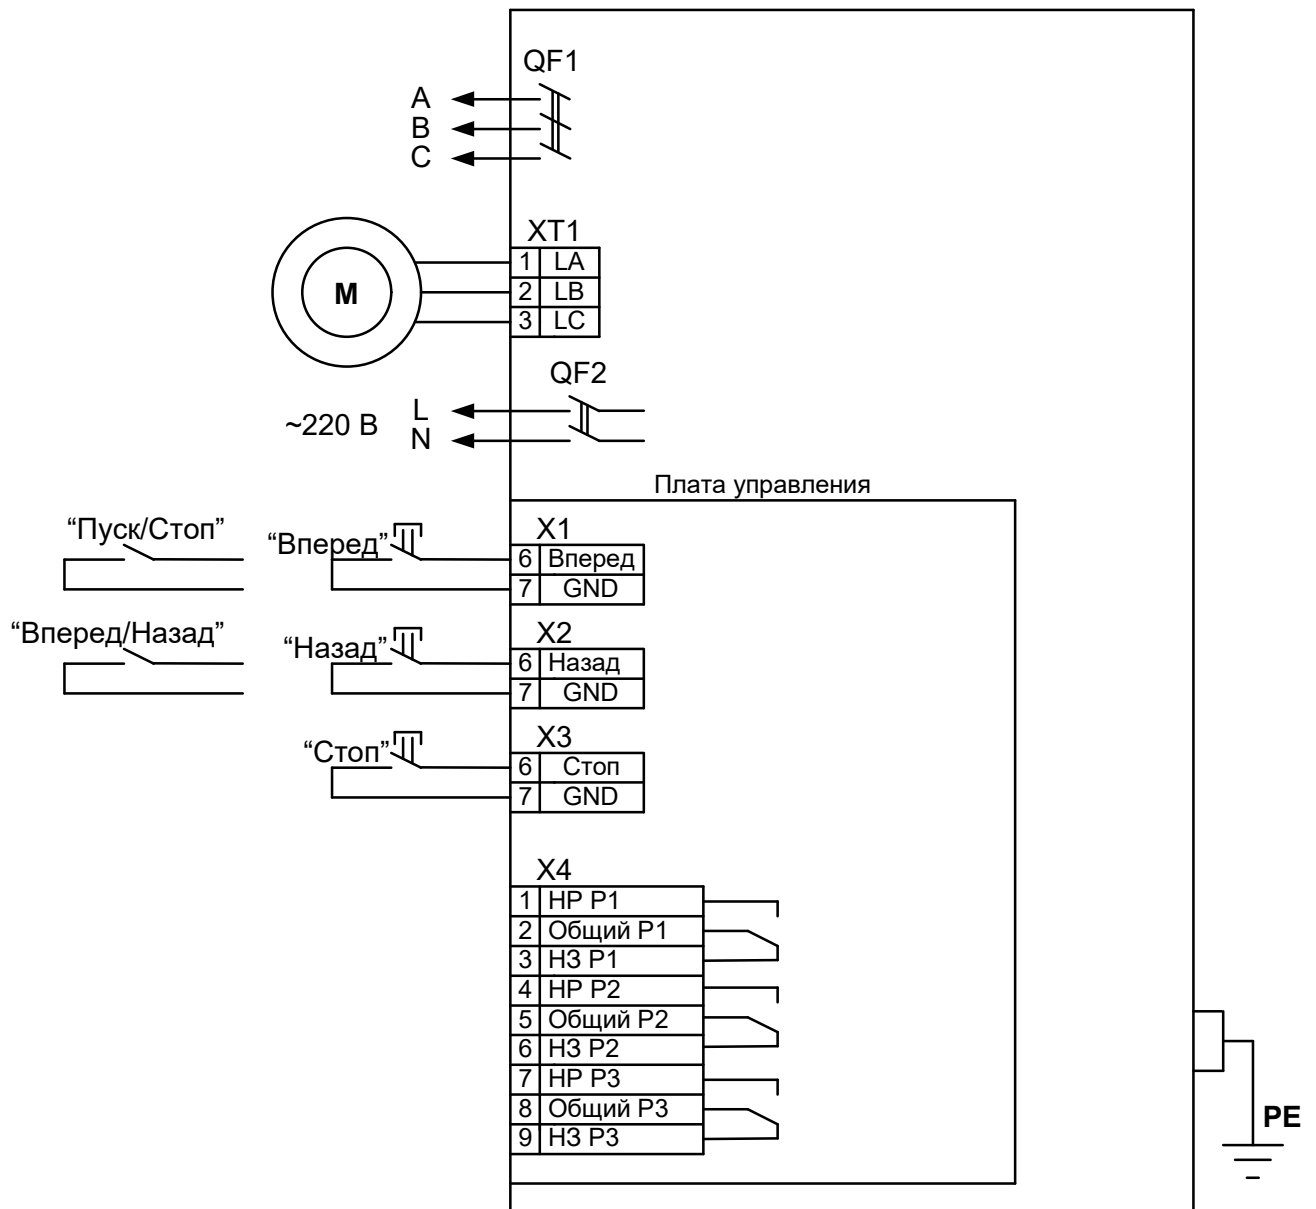 QF1
A
B
C
XT1
1 LA
2 LB
3 LC
M
QF2
~220 В
L
N
Плата управления
“Пуск/Стоп”
“Вперед”
X1
6 Вперед
7 GND
“Вперед/Назад”
“Назад”
X2
6 Назад
7 GND
“Стоп”
X3
6 Стоп
7 GND
X4
1 НР Р1
2 Общий Р1
3 НЗ Р1
4 НР Р2
5 Общий Р2
6 НЗ Р2
7 НР Р3
8 Общий Р3
9 НЗ Р3
PE